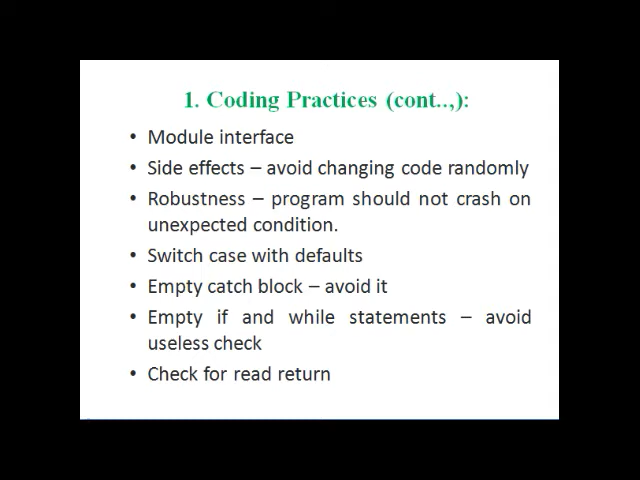 1. Coding Practices (cont..,):
• Module interface
• Side effects – avoid changing code randomly
• Robustness – program should not crash on
unexpected condition.
• Switch case with defaults
• Empty catch block – avoid it
• Empty if and while statements – avoid
useless check
• Check for read return